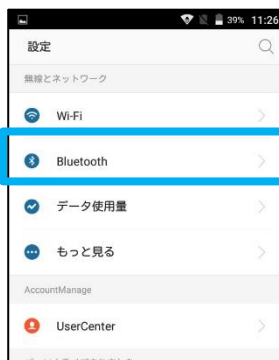 39% 11:26
設定
無線とネットワーク
Wi-Fi
Bluetooth
データ使用量
もっと見る
AccountManage
UserCenter